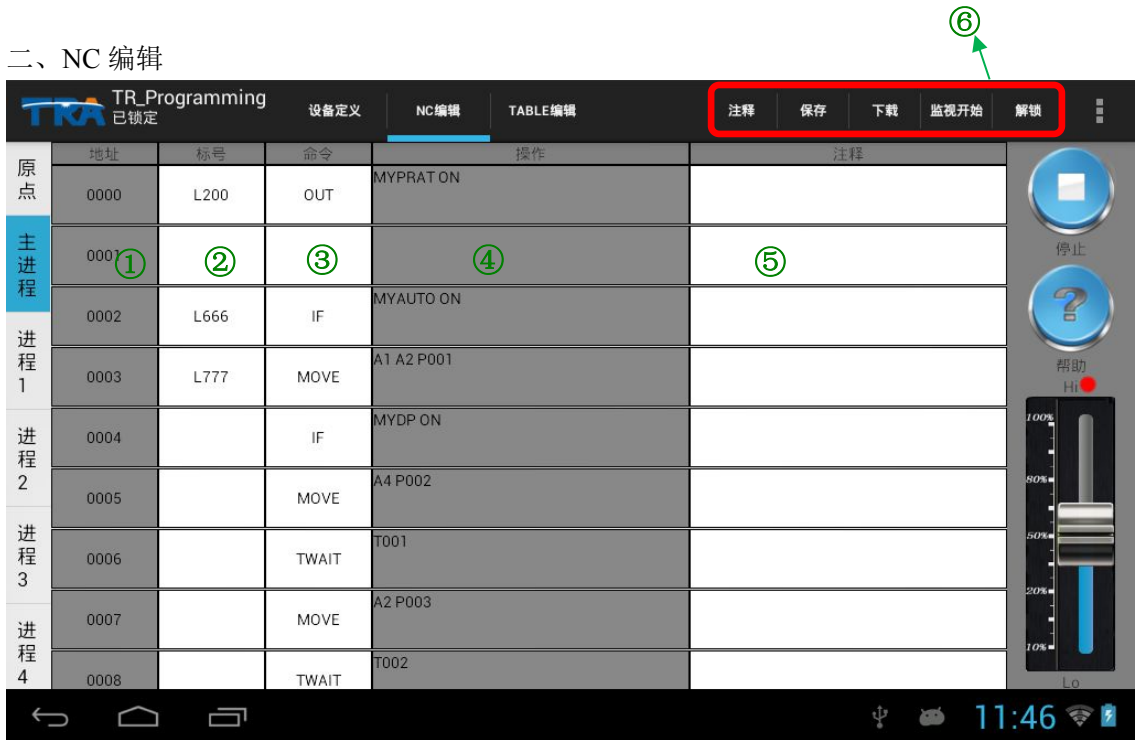 ⑥
二、NC 编辑
TRA TR_Programming 已锁定 设备定义 NC编辑 TABLE编辑 注释 保存 下载 监视开始 解锁
原点 地址 标号 命令 操作 注释
0000 L200 OUT MYPRAT ON
停止
主进程 0001 ① ② ③ ④ ⑤
0002 L666 IF MYAUTO ON
进程1 0003 L777 MOVE A1 A2 P001
帮助
Hi
进程2 0004 IF MYDP ON
100%
0005 MOVE A4 P002
80%
进程3 0006 TWAIT T001
50%
0007 MOVE A2 P003
20%
进程4 0008 TWAIT T002
10%
Lo
11:46